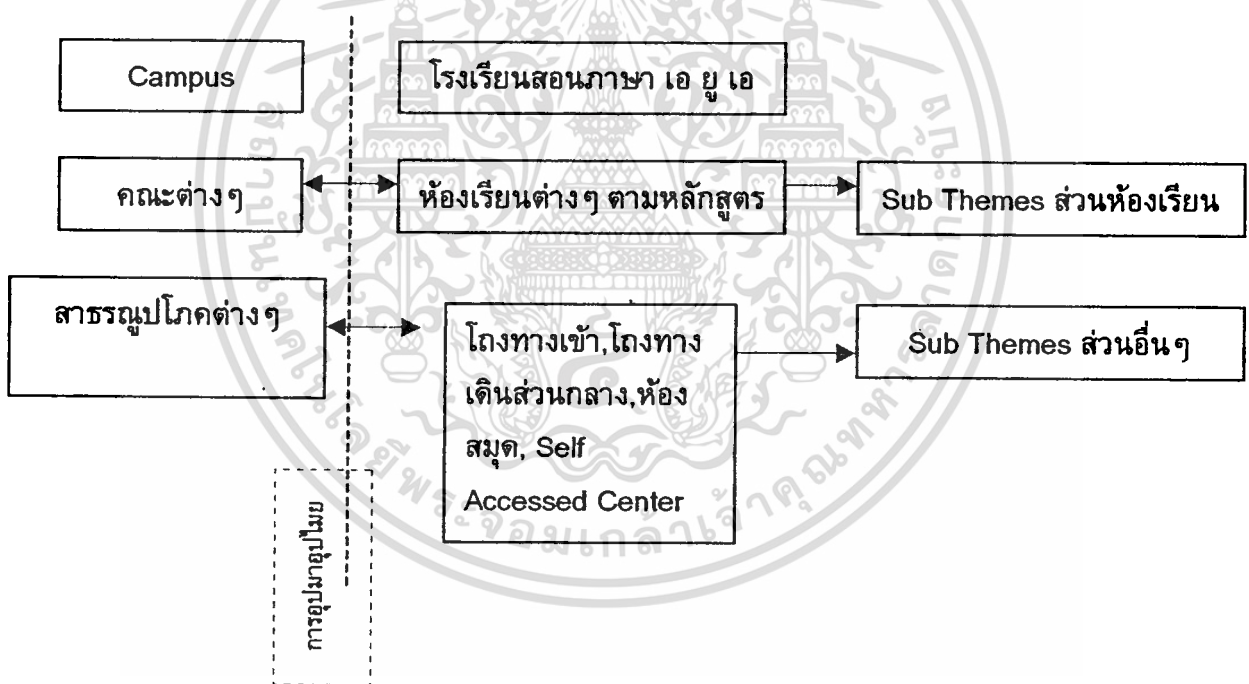 Campus
โรงเรียนสอนภาษา เอ ยู เอ
คณะต่างๆ
ห้องเรียนต่างๆ ตามหลักสูตร
Sub Themes ส่วนห้องเรียน
สาธรณูปโภคต่างๆ
โถงทางเข้า,โถงทาง
เดินส่วนกลาง,ห้อง
สมุด, Self
Accessed Center
Sub Themes ส่วนอื่นๆ
การอุปมาอุปไมย